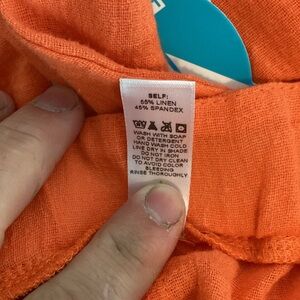 SELF:
55% LINEN
45% SPANDEX
WASH WITH SOAP
OR DETERGENT
HAND WASH COLD
LINE DRY IN SHADE
DO NOT IRON
DO NOT DRY CLEAN
TO AVOID COLOR
BLEEDING
RINSE THOROUGHLY